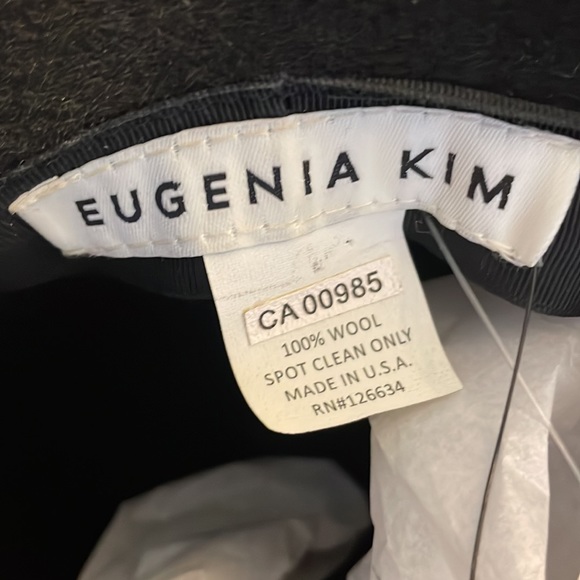 EUGENIA KIM
CA 00985
100% WOOL
SPOT CLEAN ONLY
MADE IN U.S.A.
RN#126634